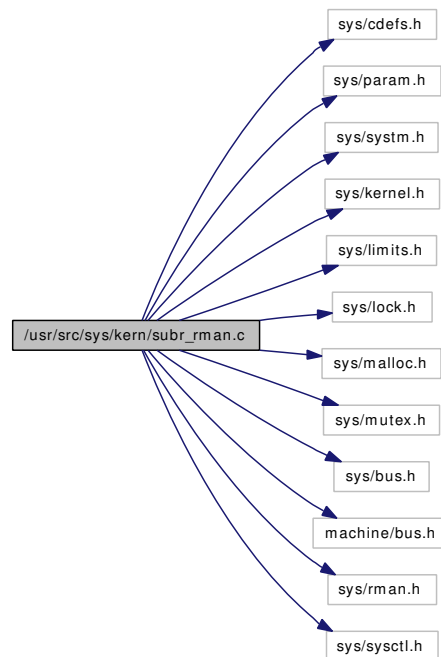 sys/cdefs.h
sys/param.h
sys/systm.h
sys/kernel.h
sys/limits.h
sys/lock.h
/usr/src/sys/kern/subr_rman.c
sys/malloc.h
sys/mutex.h
sys/bus.h
machine/bus.h
sys/rman.h
sys/sysctl.h